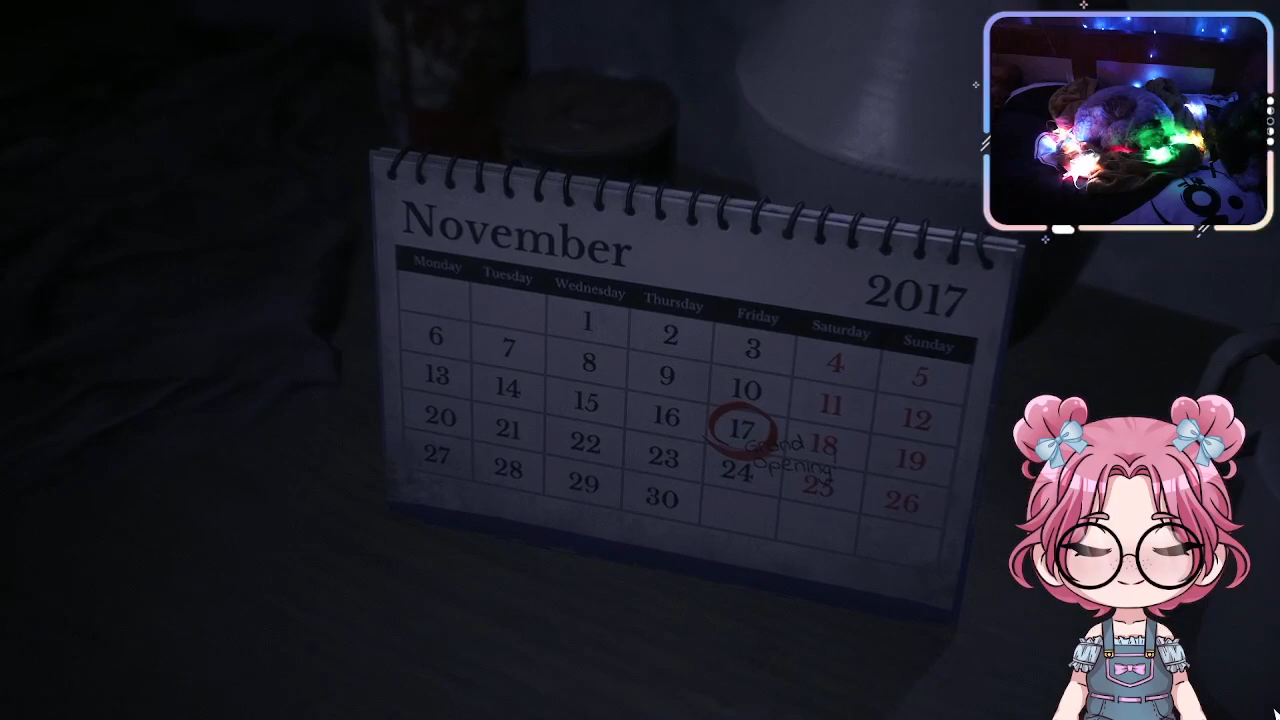 November
2017
Monday Tuesday Wednesday Thursday Friday Saturday Sunday
1 2 3 4 5
6 7 8 9 10 11 12
13 14 15 16 17 18 19
Grand
Opening
20 21 22 23 24 25 26
27 28 29 30